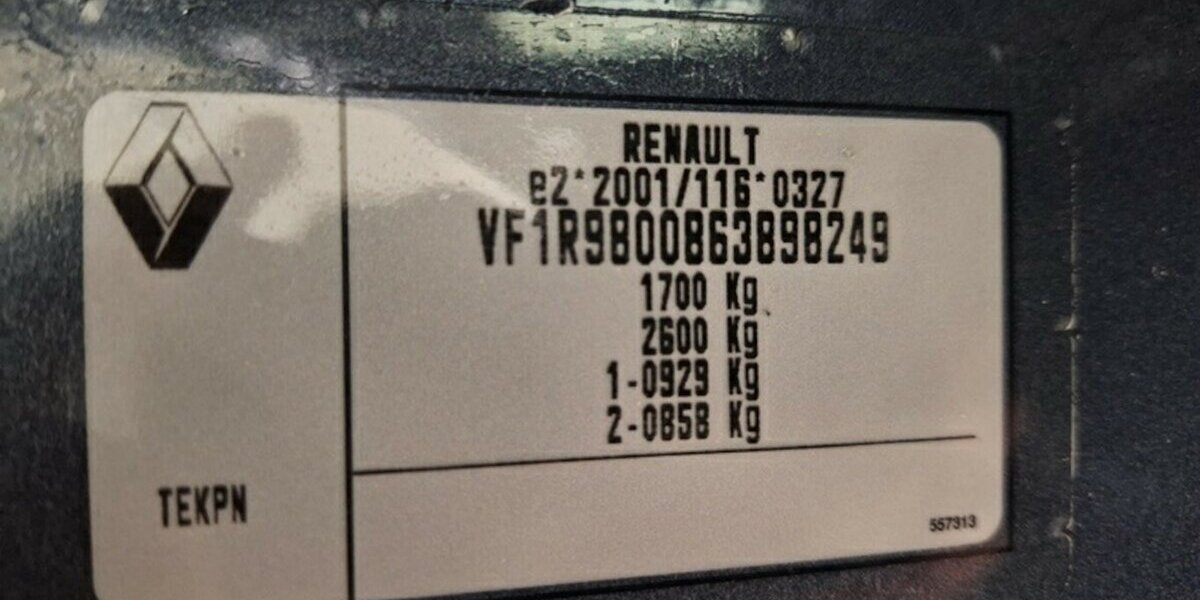 RENAULT
e2*2001/116*0327
VF1R9800863898249
1700 Kg
2600 Kg
1-0929 Kg
2-0858 Kg
TEKPN
557313